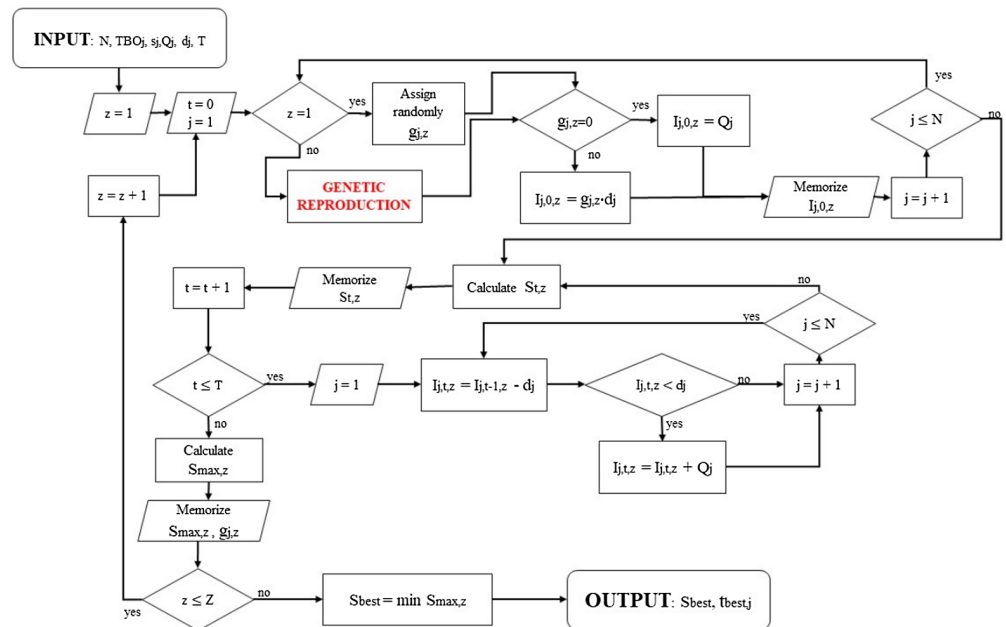 INPUT: N, TBOj, sj,Qj, dj, T
z = 1
t = 0
j = 1
z =1
yes
no
Assign
randomly
gj,z
GENETIC
REPRODUCTION
gj,z=0
yes
no
Ij,0,z = Qj
Ij,0,z = gj,z·dj
Memorize
Ij,0,z
j = j + 1
j ≤ N
yes
no
z = z + 1
Calculate St,z
Memorize
St,z
t = t + 1
t ≤ T
yes
no
j = 1
Ij,t,z = Ij,t-1,z - dj
Ij,t,z < dj
no
yes
Ij,t,z = Ij,t,z + Qj
j = j + 1
j ≤ N
yes
no
Calculate
Smax,z
Memorize
Smax,z , gj,z
z ≤ Z
yes
no
Sbest = min Smax,z
OUTPUT: Sbest, tbest,j